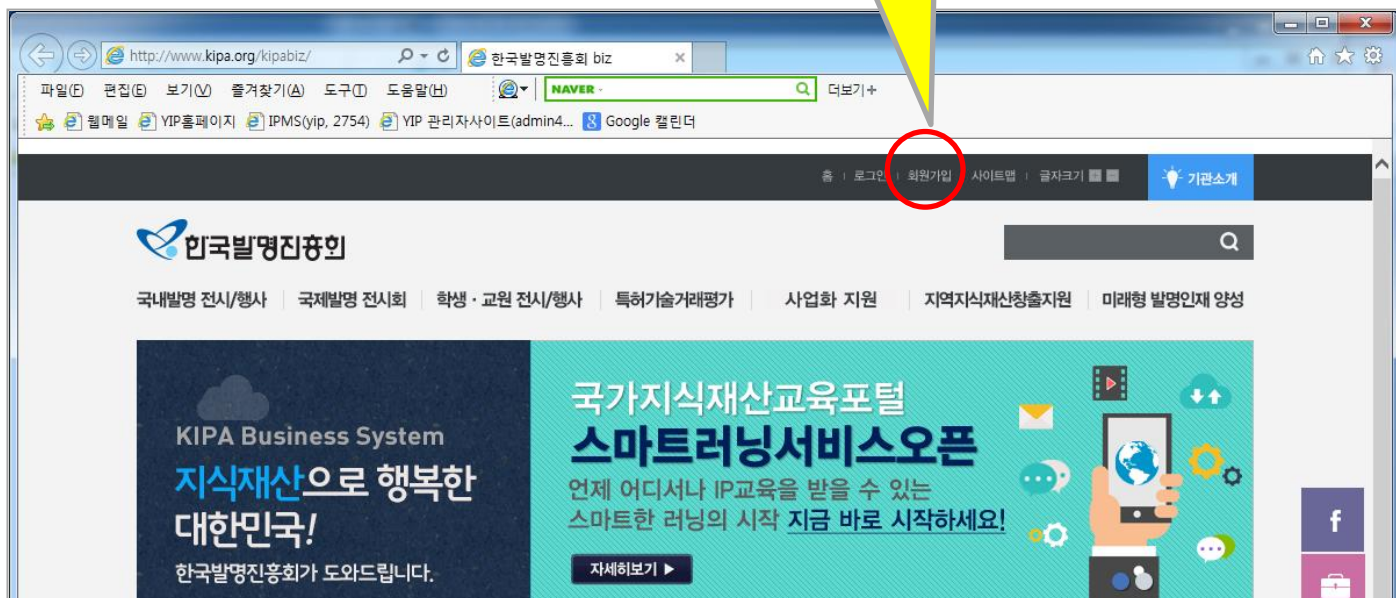 http://www.kipa.org/kipabiz/
한국발명진흥회 biz
파일(F) 편집(E) 보기(V) 즐겨찾기(A) 도구(T) 도움말(H) NAVER 더보기+
웹메일 YIP홈페이지 IPMS(yip, 2754) YIP 관리자사이트(admin4... Google 캘린더
홈 로그인 회원가입 사이트맵 글자크기 + - 기관소개
한국발명진흥회
국내발명 전시/행사 국제발명 전시회 학생·교원 전시/행사 특허기술거래평가 사업화 지원 지역지식재산창출지원 미래형 발명인재 양성
KIPA Business System
지식재산으로 행복한
대한민국!
한국발명진흥회가 도와드립니다.
국가지식재산교육포털
스마트러닝서비스오픈
언제 어디서나 IP교육을 받을 수 있는
스마트한 러닝의 시작 지금 바로 시작하세요!
자세히보기 ▶
f